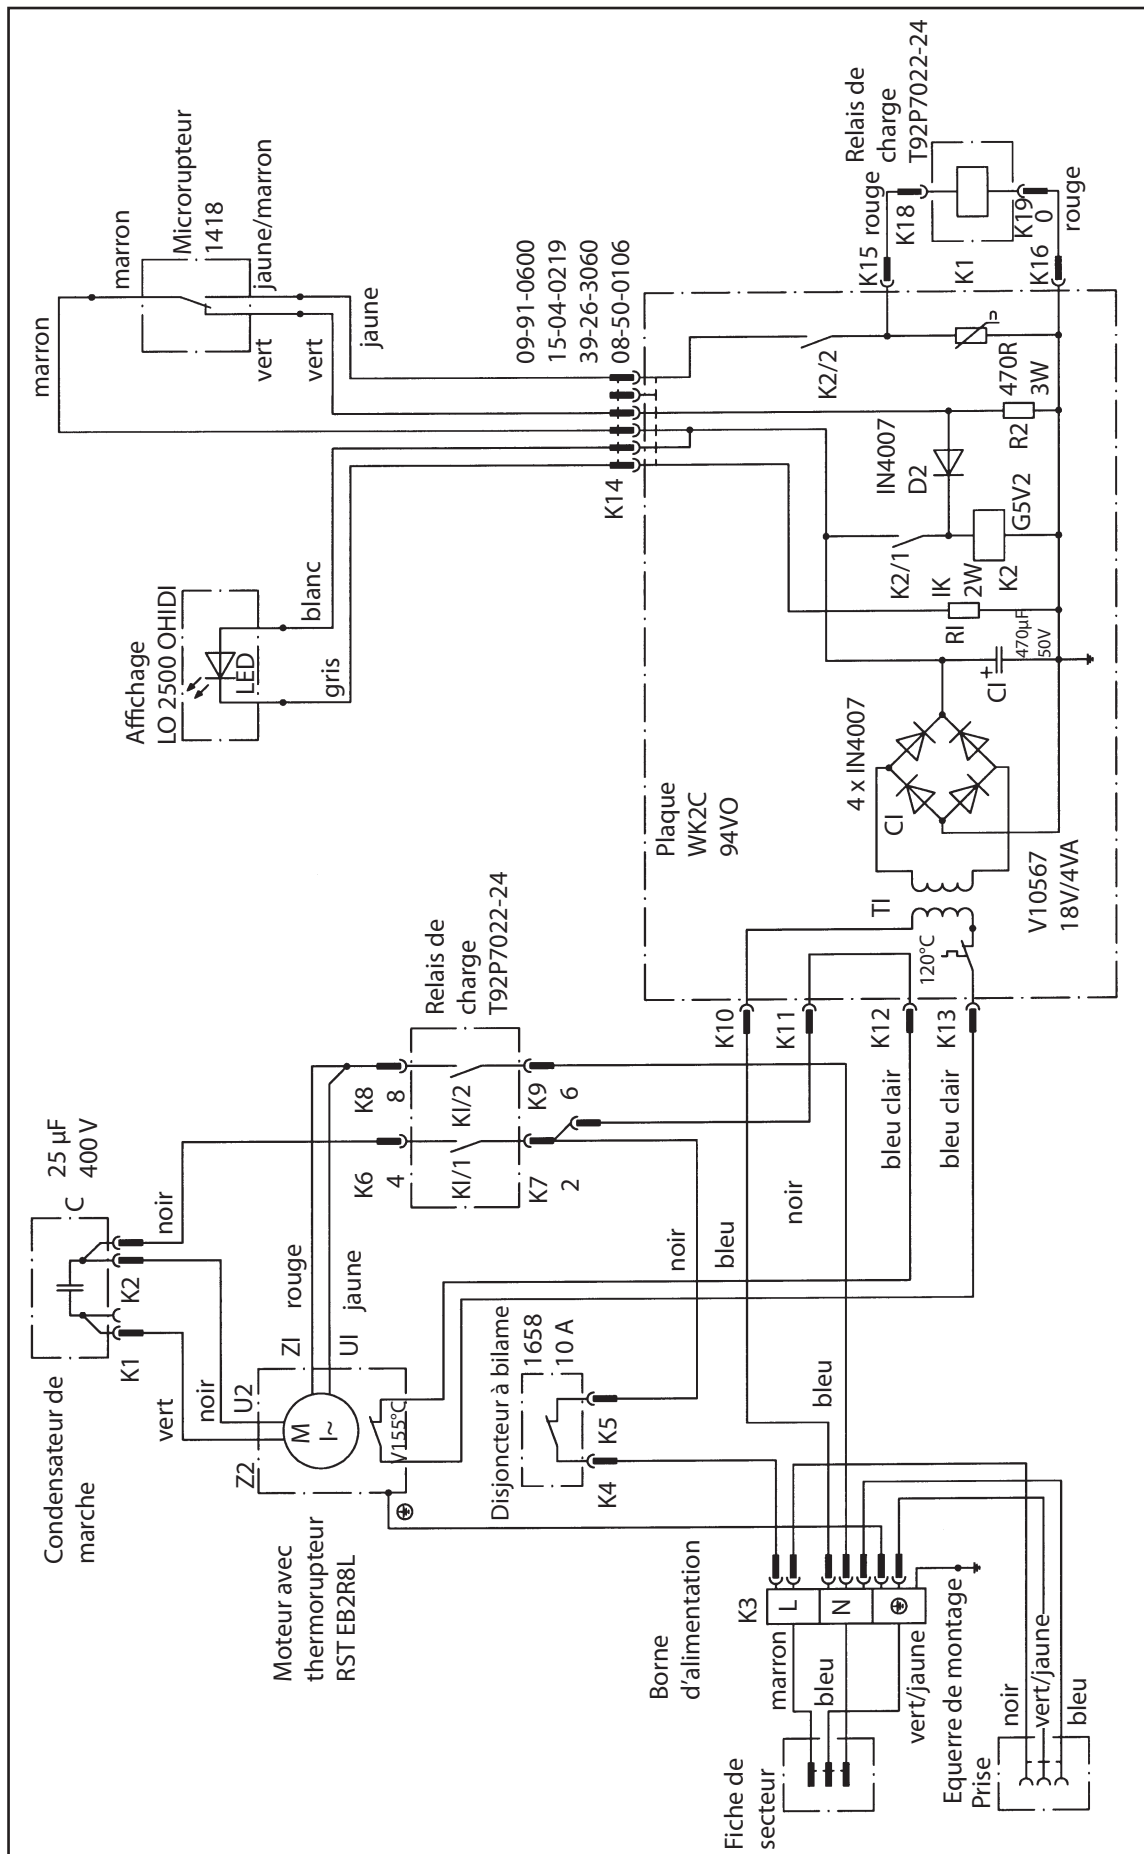 Condensateur de
marche
C
25 µF
400 V
K1
K2
vert
noir
noir
Z2
U2
ZI
UI
rouge
jaune
M
I~
V155°C
Moteur avec
thermorupteur
RST EB2R8L
Disjoncteur à bilame
1658
10 A
K4
K5
noir
bleu
noir
bleu
Borne
d'alimentation
K3
L
N
marron
bleu
vert/jaune
Fiche de
secteur
Equerre de montage
Prise
noir
vert/jaune
bleu
Relais de
charge
T92P7022-24
K6
4
K8
8
KI/1
KI/2
K7
2
K9
6
bleu clair
bleu clair
K10
K11
K12
K13
Affichage
LO 2500 OHIDI
LED
gris
blanc
marron
marron
Microrupteur
1418
vert
jaune/marron
vert
jaune
09-91-0600
15-04-0219
39-26-3060
08-50-0106
K14
Plaque
WK2C
94VO
TI
120°C
V10567
18V/4VA
CI
4 x IN4007
CI
+
470µF
50V
RI
IK
2W
K2/1
K2
G5V2
IN4007
D2
R2
470R
3W
K2/2
K15
rouge
K18
K1
K16
K19
0
rouge
Relais de
charge
T92P7022-24